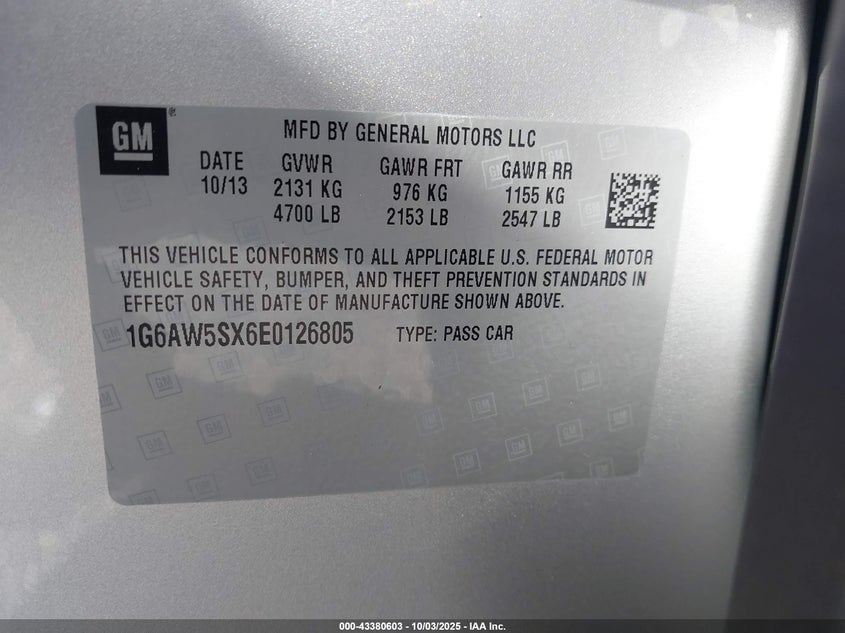 GM
MFD BY GENERAL MOTORS LLC
DATE GVWR GAWR FRT GAWR RR
10/13 2131 KG 976 KG 1155 KG
4700 LB 2153 LB 2547 LB
THIS VEHICLE CONFORMS TO ALL APPLICABLE U.S. FEDERAL MOTOR
VEHICLE SAFETY, BUMPER, AND THEFT PREVENTION STANDARDS IN
EFFECT ON THE DATE OF MANUFACTURE SHOWN ABOVE.
1G6AW5SX6E0126805 TYPE: PASS CAR
000-43380603 - 10/03/2025 - IAA Inc.